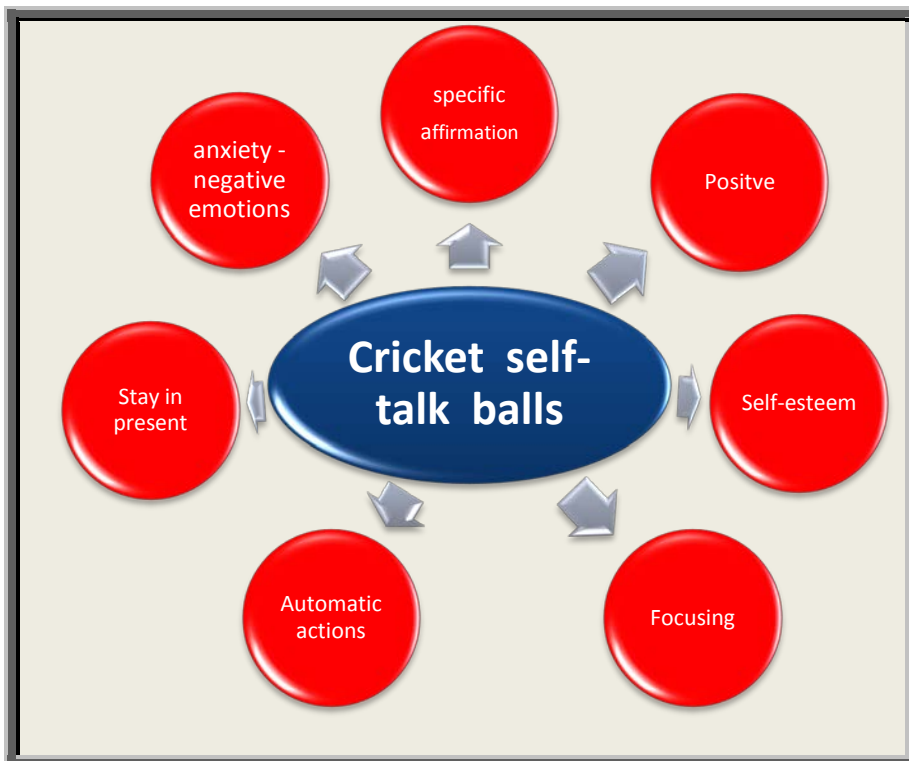 specific
affirmation
anxiety -
negative
emotions
Positve
Cricket self-
talk balls
Stay in
present
Self-esteem
Automatic
actions
Focusing